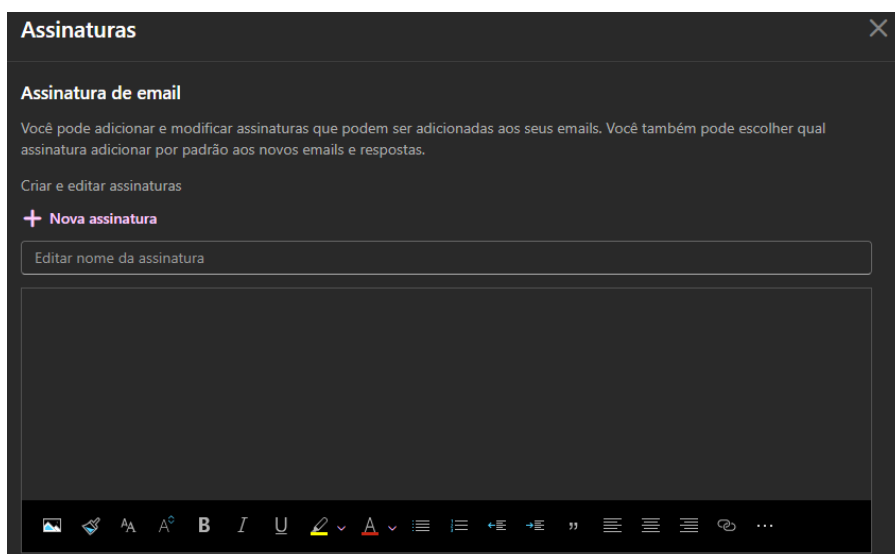 Assinaturas
Assinatura de email
Você pode adicionar e modificar assinaturas que podem ser adicionadas aos seus emails. Você também pode escolher qual
assinatura adicionar por padrão aos novos emails e respostas.
Criar e editar assinaturas
Nova assinatura
Editar nome da assinatura